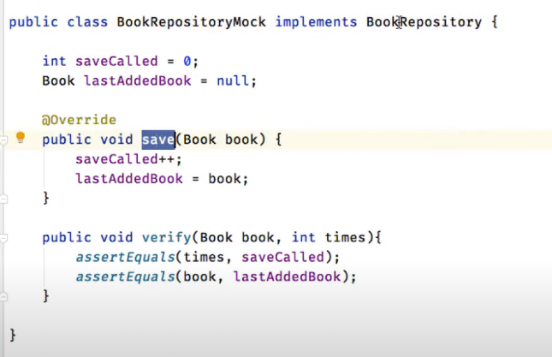 public class BookRepositoryMock implements BookRepository {
int saveCalled = 0;
Book lastAddedBook = null;
@Override
public void save(Book book) {
saveCalled++;
lastAddedBook = book;
}
public void verify(Book book, int times){
assertEquals(times, saveCalled);
assertEquals(book, lastAddedBook);
}
}